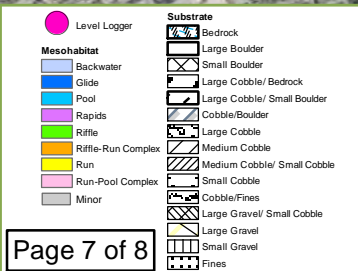 Level Logger
Mesohabitat
Backwater
Glide
Pool
Rapids
Riffle
Riffle-Run Complex
Run
Run-Pool Complex
Minor
Page 7 of 8
Substrate
Bedrock
Large Boulder
Small Boulder
Large Cobble/ Bedrock
Large Cobble/ Small Boulder
Cobble/Boulder
Large Cobble
Medium Cobble
Medium Cobble/ Small Cobble
Small Cobble
Cobble/Fines
Large Gravel/ Small Cobble
Large Gravel
Small Gravel
Fines